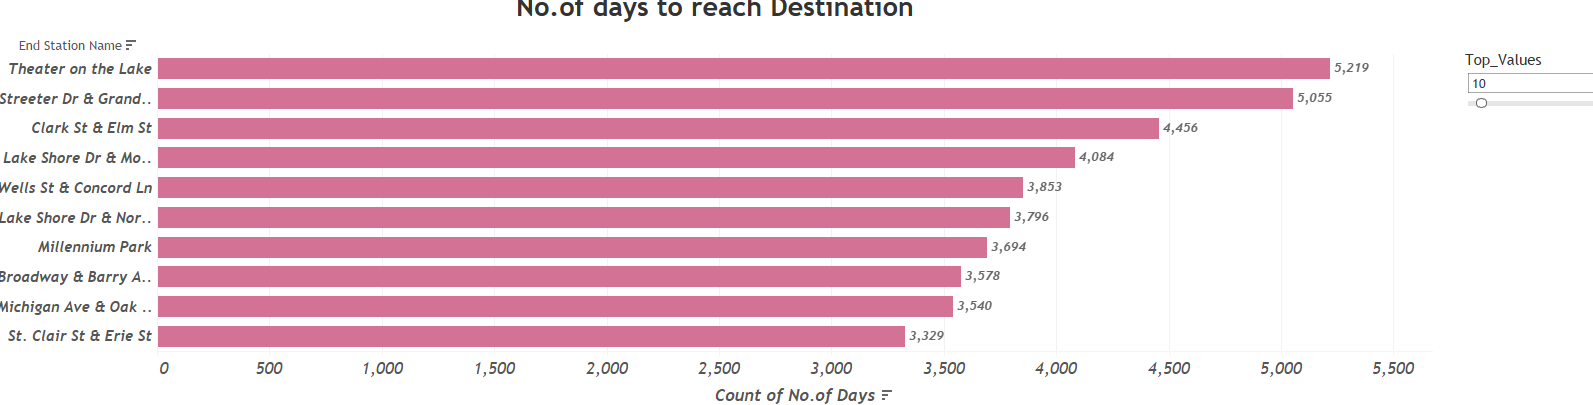 No.of days to reach Destination
End Station Name
Theater on the Lake 5,219
Streeter Dr & Grand.. 5,055
Clark St & Elm St 4,456
Lake Shore Dr & Mo.. 4,084
Wells St & Concord Ln 3,853
Lake Shore Dr & Nor.. 3,796
Millennium Park 3,694
Broadway & Barry A.. 3,578
Michigan Ave & Oak .. 3,540
St. Clair St & Erie St 3,329
0 500 1,000 1,500 2,000 2,500 3,000 3,500 4,000 4,500 5,000 5,500
Count of No.of Days
Top_Values
10